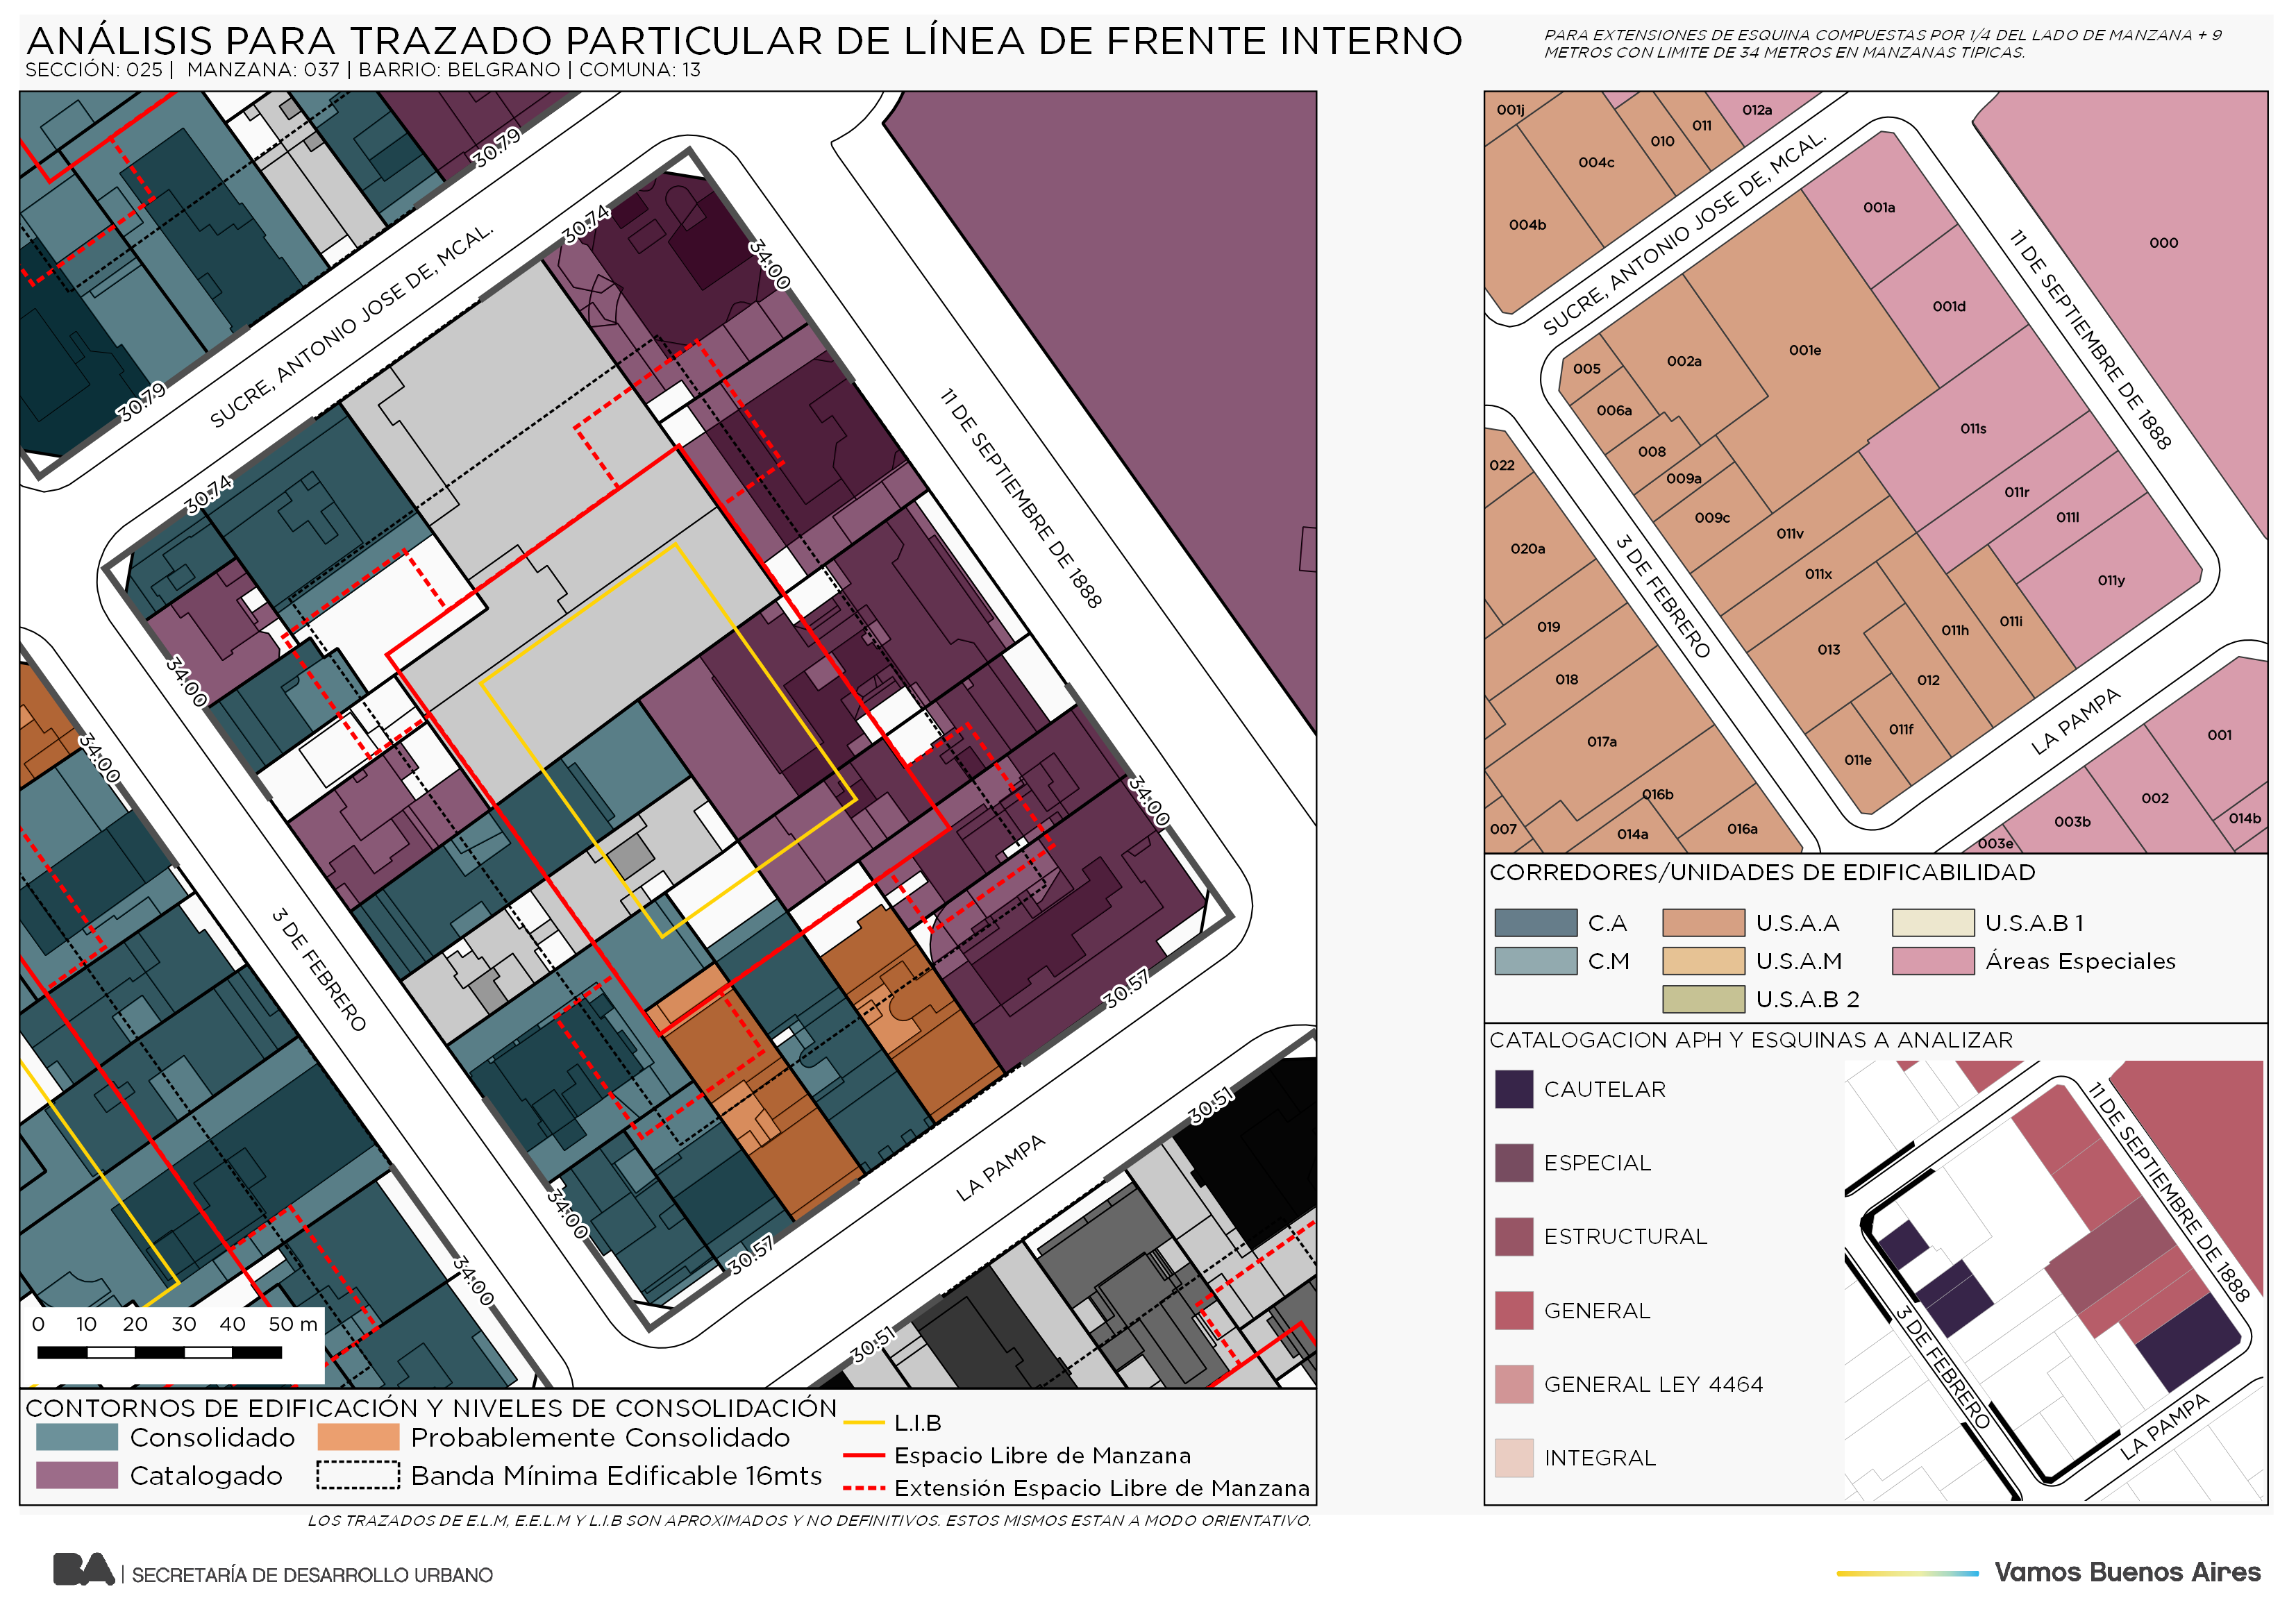 ANÁLISIS PARA TRAZADO PARTICULAR DE LÍNEA DE FRENTE INTERNO
SECCIÓN: 025 | MANZANA: 037 | BARRIO: BELGRANO | COMUNA: 13
PARA EXTENSIONES DE ESQUINA COMPUESTAS POR 1/4 DEL LADO DE MANZANA + 9
METROS CON LIMITE DE 34 METROS EN MANZANAS TIPICAS.
30.79
30.79
SUCRE, ANTONIO JOSE DE, MCAL.
30.74
30.74
34.00
11 DE SEPTIEMBRE DE 1888
34.00
34.00
34.00
3 DE FEBRERO
34.00
34.00
30.57
30.57
LA PAMPA
30.51
30.51
0 10 20 30 40 50 m
CONTORNOS DE EDIFICACIÓN Y NIVELES DE CONSOLIDACIÓN
Consolidado
Probablemente Consolidado
Catalogado
Banda Mínima Edificable 16mts
L.I.B
Espacio Libre de Manzana
Extensión Espacio Libre de Manzana
LOS TRAZADOS DE E.L.M, E.E.L.M Y L.I.B SON APROXIMADOS Y NO DEFINITIVOS. ESTOS MISMOS ESTAN A MODO ORIENTATIVO.
001j
012a
011
010
004c
004b
SUCRE, ANTONIO JOSE DE, MCAL.
001a
11 DE SEPTIEMBRE DE 1888
000
001d
001e
002a
005
006a
008
009a
009c
011s
011r
011l
011y
011v
011x
011h
011i
013
012
011f
011e
022
020a
019
018
017a
016b
016a
014a
007
3 DE FEBRERO
LA PAMPA
001
002
003b
003e
014b
CORREDORES/UNIDADES DE EDIFICABILIDAD
C.A
U.S.A.A
U.S.A.B 1
C.M
U.S.A.M
Áreas Especiales
U.S.A.B 2
CATALOGACION APH Y ESQUINAS A ANALIZAR
CAUTELAR
ESPECIAL
ESTRUCTURAL
GENERAL
GENERAL LEY 4464
INTEGRAL
11 DE SEPTIEMBRE DE 1888
3 DE FEBRERO
LA PAMPA
BA | SECRETARÍA DE DESARROLLO URBANO
Vamos Buenos Aires